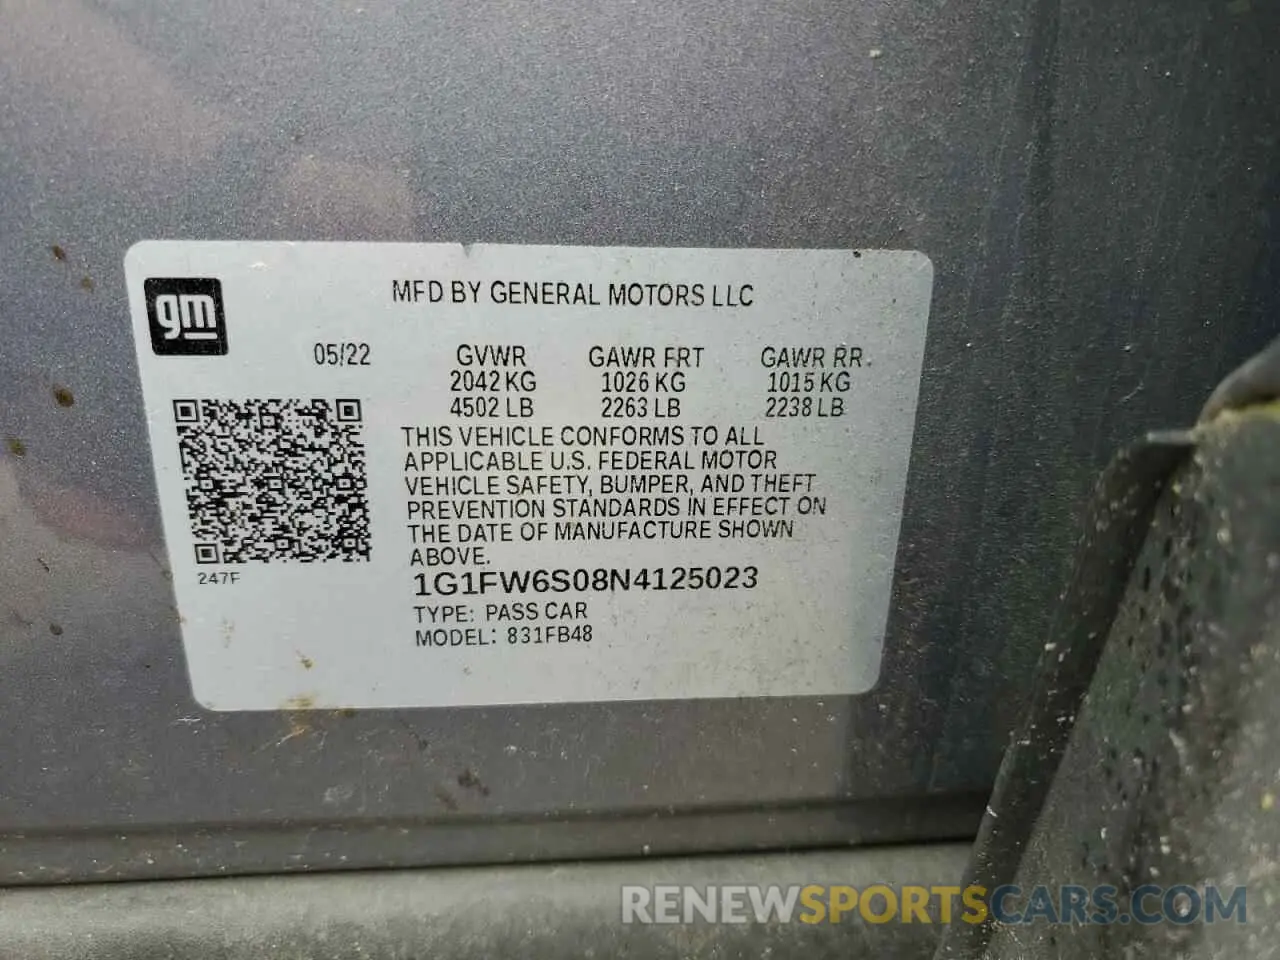 gm
MFD BY GENERAL MOTORS LLC
05/22 GVWR GAWR FRT GAWR RR.
2042 KG 1026 KG 1015 KG
4502 LB 2263 LB 2238 LB
THIS VEHICLE CONFORMS TO ALL
APPLICABLE U.S. FEDERAL MOTOR
VEHICLE SAFETY, BUMPER, AND THEFT
PREVENTION STANDARDS IN EFFECT ON
THE DATE OF MANUFACTURE SHOWN
ABOVE.
247F
1G1FW6S08N4125023
TYPE: PASS CAR
MODEL: 831FB48
RENEWSPORTSCARS.COM